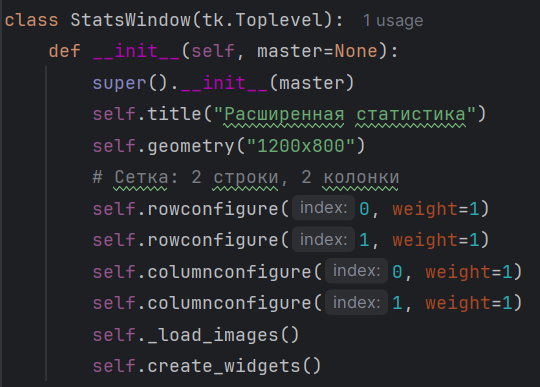 class StatsWindow(tk.Toplevel): 1 usage
    def __init__(self, master=None):
        super().__init__(master)
        self.title("Расширенная статистика")
        self.geometry("1200x800")
        # Сетка: 2 строки, 2 колонки
        self.rowconfigure( index: 0, weight=1)
        self.rowconfigure( index: 1, weight=1)
        self.columnconfigure( index: 0, weight=1)
        self.columnconfigure( index: 1, weight=1)
        self._load_images()
        self.create_widgets()